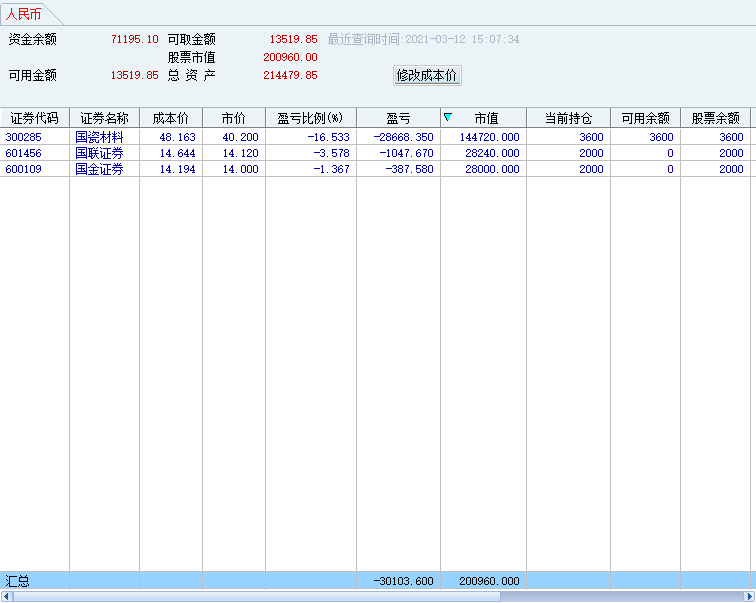 人民币
资金余额 71195.10 可取金额 13519.85 最近查询时间:2021-03-12 15:07:34
股票市值 200960.00
可用金额 13519.85 总 资 产 214479.85 修改成本价
证券代码 证券名称 成本价 市价 盈亏比例(%) 盈亏 市值 当前持仓 可用余额 股票余额
300285 国瓷材料 48.163 40.200 -16.533 -28668.350 144720.000 3600 3600 3600
601456 国联证券 14.644 14.120 -3.578 -1047.670 28240.000 2000 0 2000
600109 国金证券 14.194 14.000 -1.367 -387.580 28000.000 2000 0 2000
汇总 -30103.600 200960.000